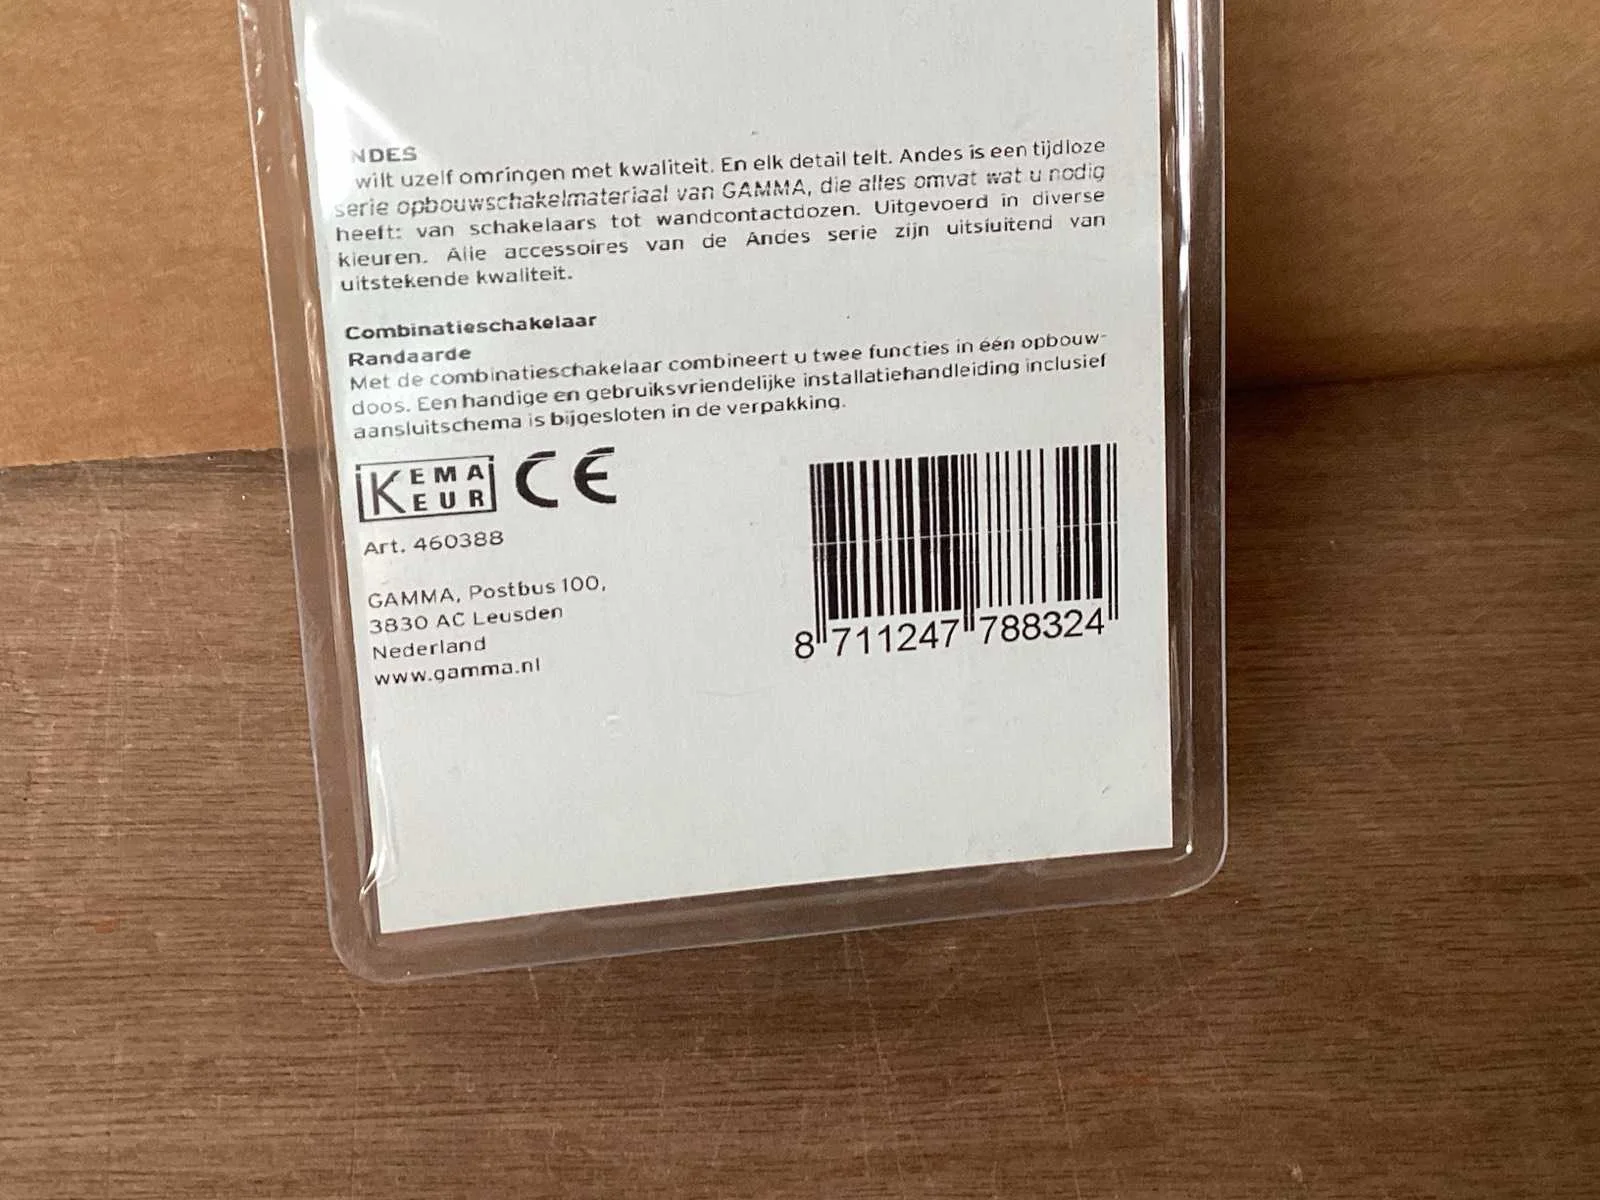 NDES
wilt uzelf omringen met kwaliteit. En elk detail telt. Andes is een tijdloze
serie opbouwschakelmateriaal van GAMMA, die alles omvat wat u nodig
heeft: van schakelaars tot wandcontactdozen. Uitgevoerd in diverse
kleuren. Alle accessoires van de Andes serie zijn uitsluitend van
uitstekende kwaliteit.
Combinatieschakelaar
Randaarde
Met de combinatieschakelaar combineert u twee functies in één opbouw-
doos. Een handige en gebruiksvriendelijke installatiehandleiding inclusief
aansluitschema is bijgesloten in de verpakking.
KEMA
KEUR CE
Art. 460388
GAMMA, Postbus 100,
3830 AC Leusden
Nederland
www.gamma.nl
8 711247 788324